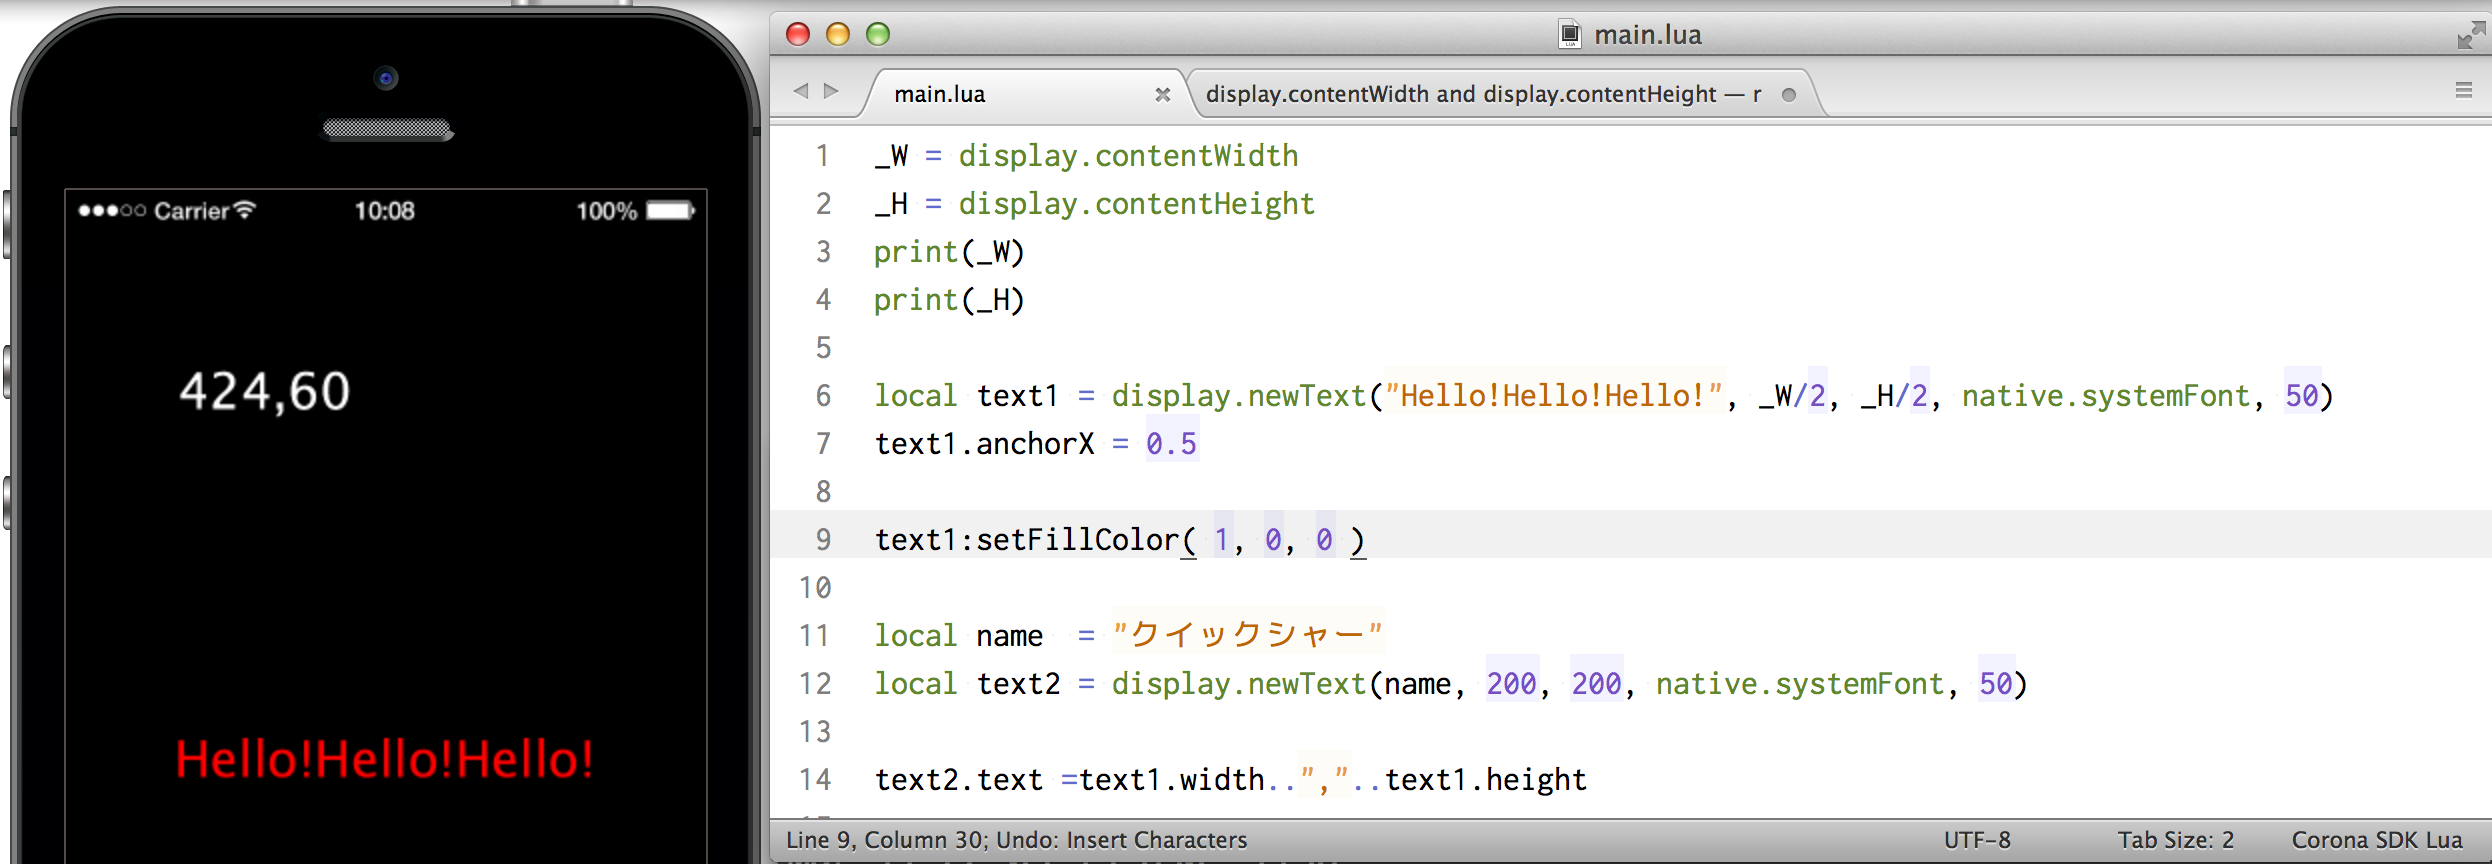 Carrier 10:08 100%
424,60
Hello!Hello!Hello!
main.lua
main.lua display.contentWidth and display.contentHeight — r
1 _W = display.contentWidth
2 _H = display.contentHeight
3 print(_W)
4 print(_H)
5
6 local text1 = display.newText("Hello!Hello!Hello!", _W/2, _H/2, native.systemFont, 50)
7 text1.anchorX = 0.5
8
9 text1:setFillColor( 1, 0, 0 )
10
11 local name  = "クイックシャー"
12 local text2 = display.newText(name, 200, 200, native.systemFont, 50)
13
14 text2.text =text1.width..","..text1.height
Line 9, Column 30; Undo: Insert Characters UTF-8 Tab Size: 2 Corona SDK Lua